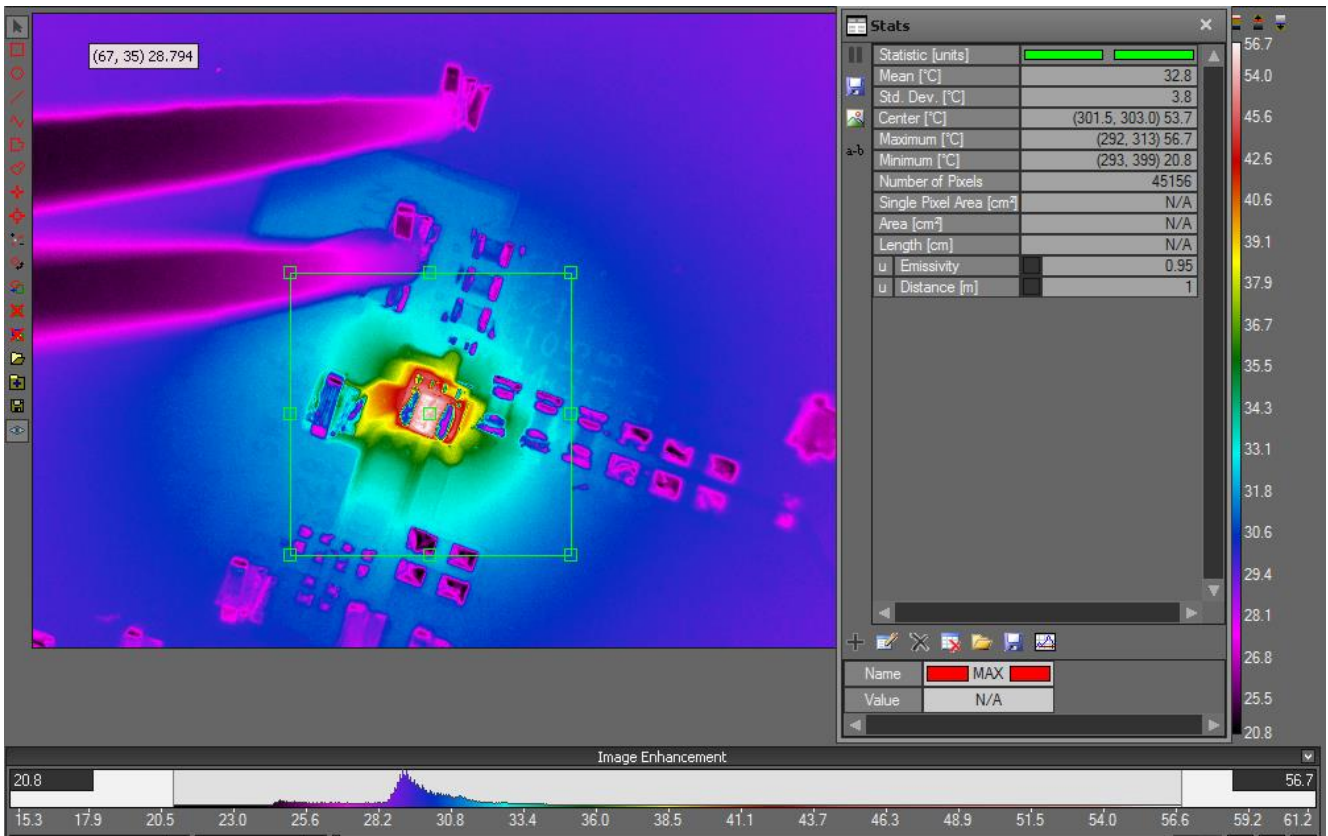 (67, 35) 28.794
Stats
Statistic [units]
Mean [°C] 32.8
Std. Dev. [°C] 3.8
Center [°C] (301.5, 303.0) 53.7
Maximum [°C] (292, 313) 56.7
Minimum [°C] (293, 399) 20.8
Number of Pixels 45156
Single Pixel Area [cm²] N/A
Area [cm²] N/A
Length [cm] N/A
u Emissivity 0.95
u Distance [m] 1
a-b
Name MAX
Value N/A
56.7
54.0
45.6
42.6
40.6
39.1
37.9
36.7
35.5
34.3
33.1
31.8
30.6
29.4
28.1
26.8
25.5
20.8
Image Enhancement
20.8 56.7
15.3 17.9 20.5 23.0 25.6 28.2 30.8 33.4 36.0 38.5 41.1 43.7 46.3 48.9 51.5 54.0 56.6 59.2 61.2